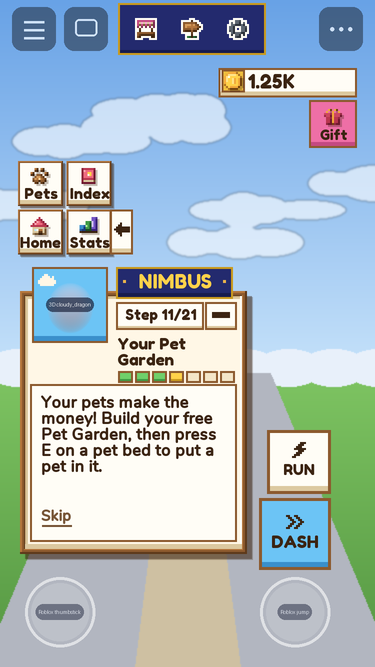 1.25K
Gift
Pets
Index
Home
Stats
3D cloudy_dragon
NIMBUS
Step 11/21
Your Pet
Garden
Your pets make the
money! Build your free
Pet Garden, then press
E on a pet bed to put a
pet in it.
Skip
RUN
DASH
Roblox thumbstick
Roblox jump